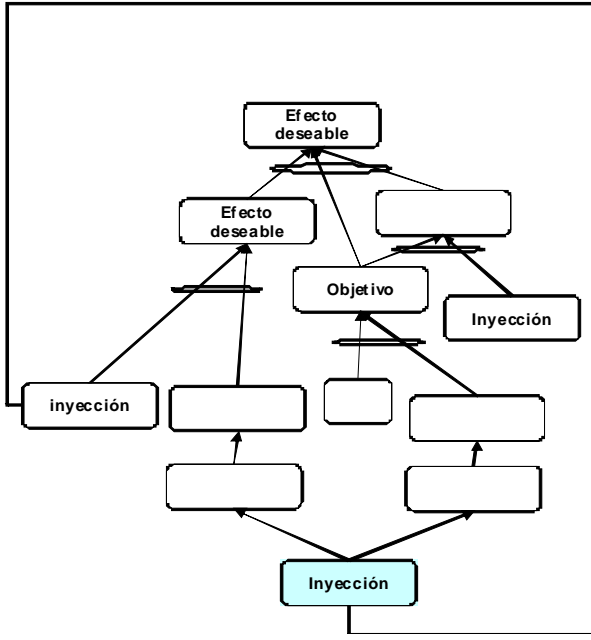 Efecto
deseable
Efecto
deseable
Objetivo
Inyección
inyección
Inyección